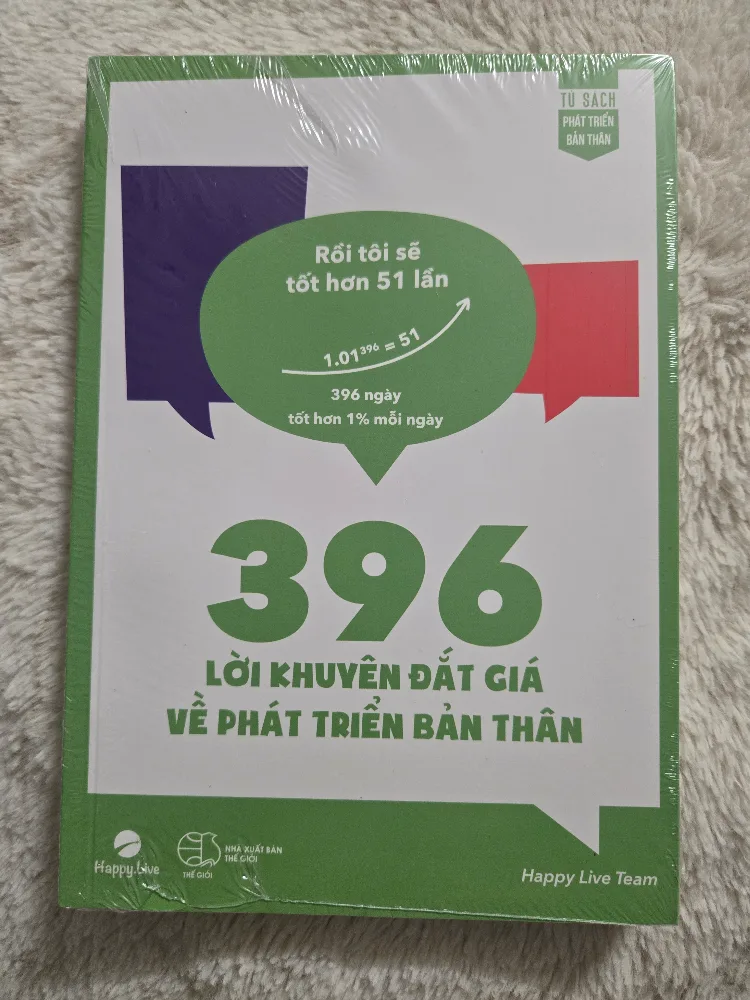 TỦ SÁCH
PHÁT TRIỂN
BẢN THÂN
Rồi tôi sẽ
tốt hơn 51 lần
1.01³⁹⁶ = 51
396 ngày
tốt hơn 1% mỗi ngày
396
LỜI KHUYÊN ĐẮT GIÁ
VỀ PHÁT TRIỂN BẢN THÂN
Happy.Live
THẾ GIỚI
NHÀ XUẤT BẢN
THẾ GIỚI
Happy Live Team